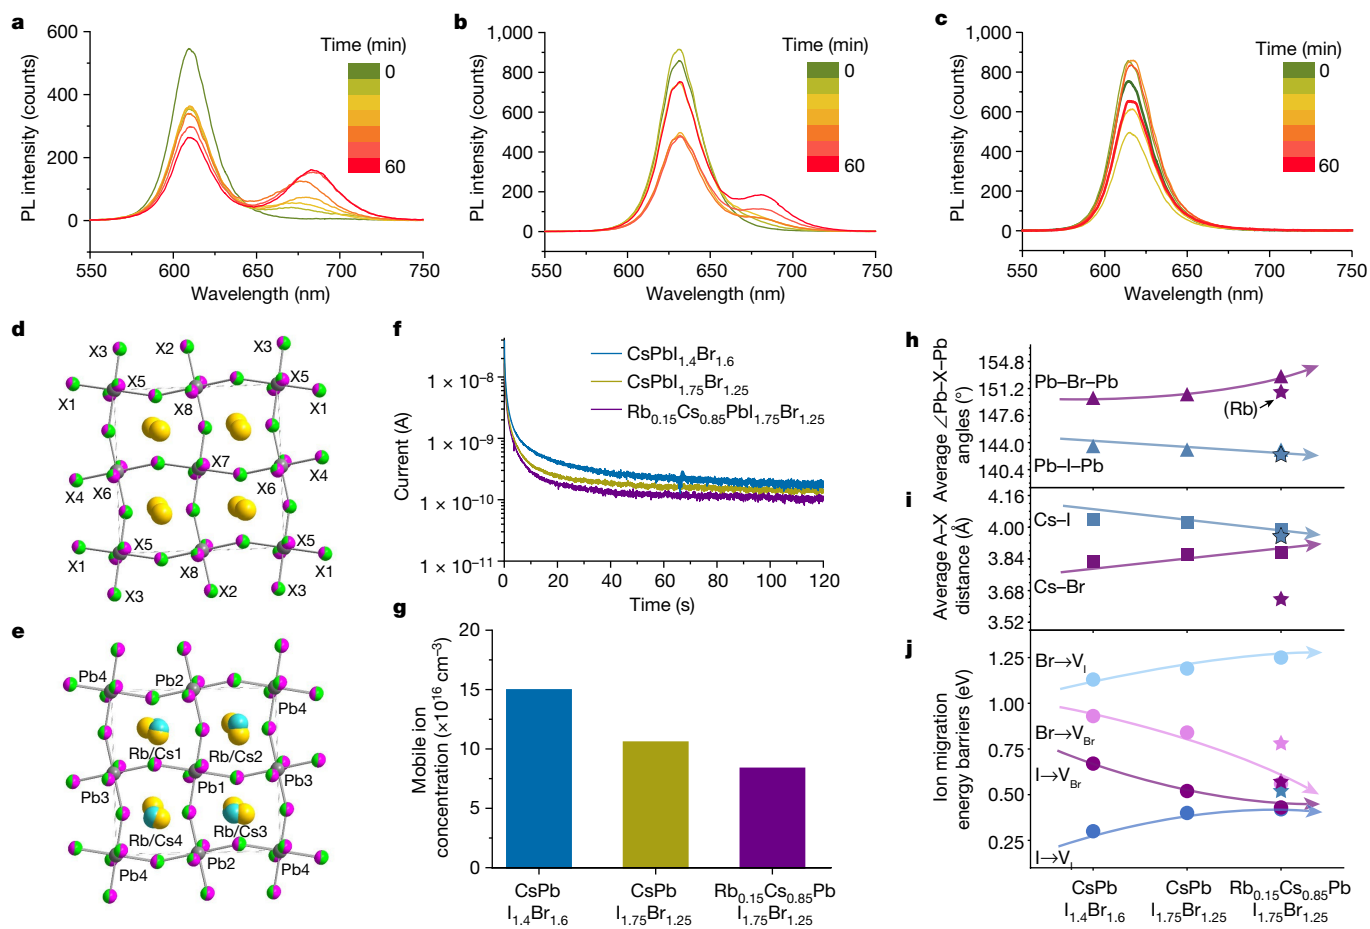 a
600
400
200
0
PL intensity (counts)
550
600
650
700
750
Wavelength (nm)
Time (min)
0
60
b
1,000
800
600
400
200
0
PL intensity (counts)
550
600
650
700
750
Wavelength (nm)
Time (min)
0
60
c
1,000
800
600
400
200
0
PL intensity (counts)
550
600
650
700
750
Wavelength (nm)
Time (min)
0
60
d
X3
X2
X3
X5
X5
X1
X8
X1
X7
X4
X6
X6
X4
X5
X5
X1
X8
X1
X3
X2
X3
e
Pb4
Pb2
Pb4
Rb/Cs1
Rb/Cs2
Pb3
Pb1
Pb3
Rb/Cs4
Rb/Cs3
Pb4
Pb2
Pb4
f
CsPbI1.4Br1.6
CsPbI1.75Br1.25
Rb0.15Cs0.85PbI1.75Br1.25
1 × 10−8
1 × 10−9
1 × 10−10
1 × 10−11
Current (A)
0
20
40
60
80
100
120
Time (s)
g
20
15
10
5
0
Mobile ion
concentration (×10^16 cm^−3)
CsPb
I1.4Br1.6
CsPb
I1.75Br1.25
Rb0.15Cs0.85Pb
I1.75Br1.25
h
154.8
151.2
147.6
144.0
140.4
Average ∠Pb–X–Pb
angles (°)
Pb–Br–Pb
(Rb)
Pb–I–Pb
i
4.16
4.00
3.84
3.68
3.52
Average A–X
distance (Å)
Cs–I
Cs–Br
j
1.25
1.00
0.75
0.50
0.25
Ion migration
energy barriers (eV)
Br→VI
Br→VBr
I→VBr
I→VI
CsPb
I1.4Br1.6
CsPb
I1.75Br1.25
Rb0.15Cs0.85Pb
I1.75Br1.25